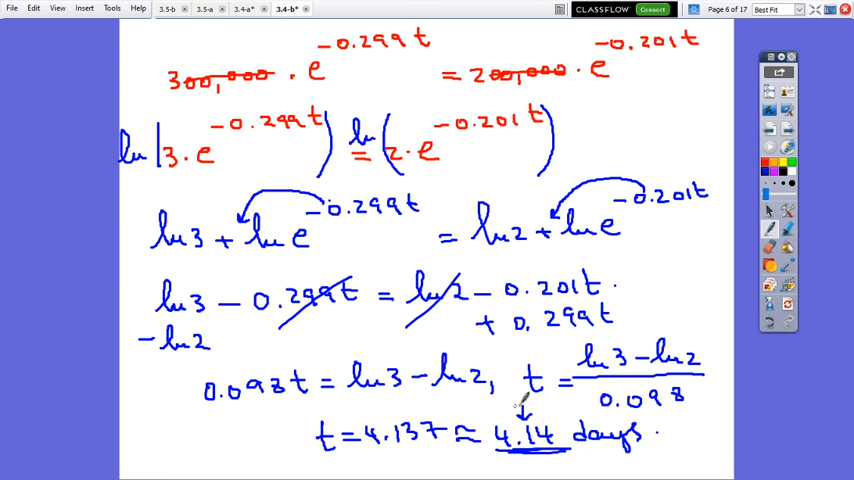 File Edit View Insert Tools Help 3.5-b 3.5-a 3.4-a* 3.4-b* CLASSFLOW Connect Page 6 of 17 Best Fit
300,000 · e^-0.299t = 200,000 · e^-0.201t
ln(3 · e^-0.299t) = ln(2 · e^-0.201t)
ln3 + ln e^-0.299t = ln2 + ln e^-0.201t
ln3 - 0.299t = ln2 - 0.201t
-ln2 + 0.299t
0.098t = ln3 - ln2, t = (ln3 - ln2)/0.098
t = 4.137 ≈ 4.14 days.